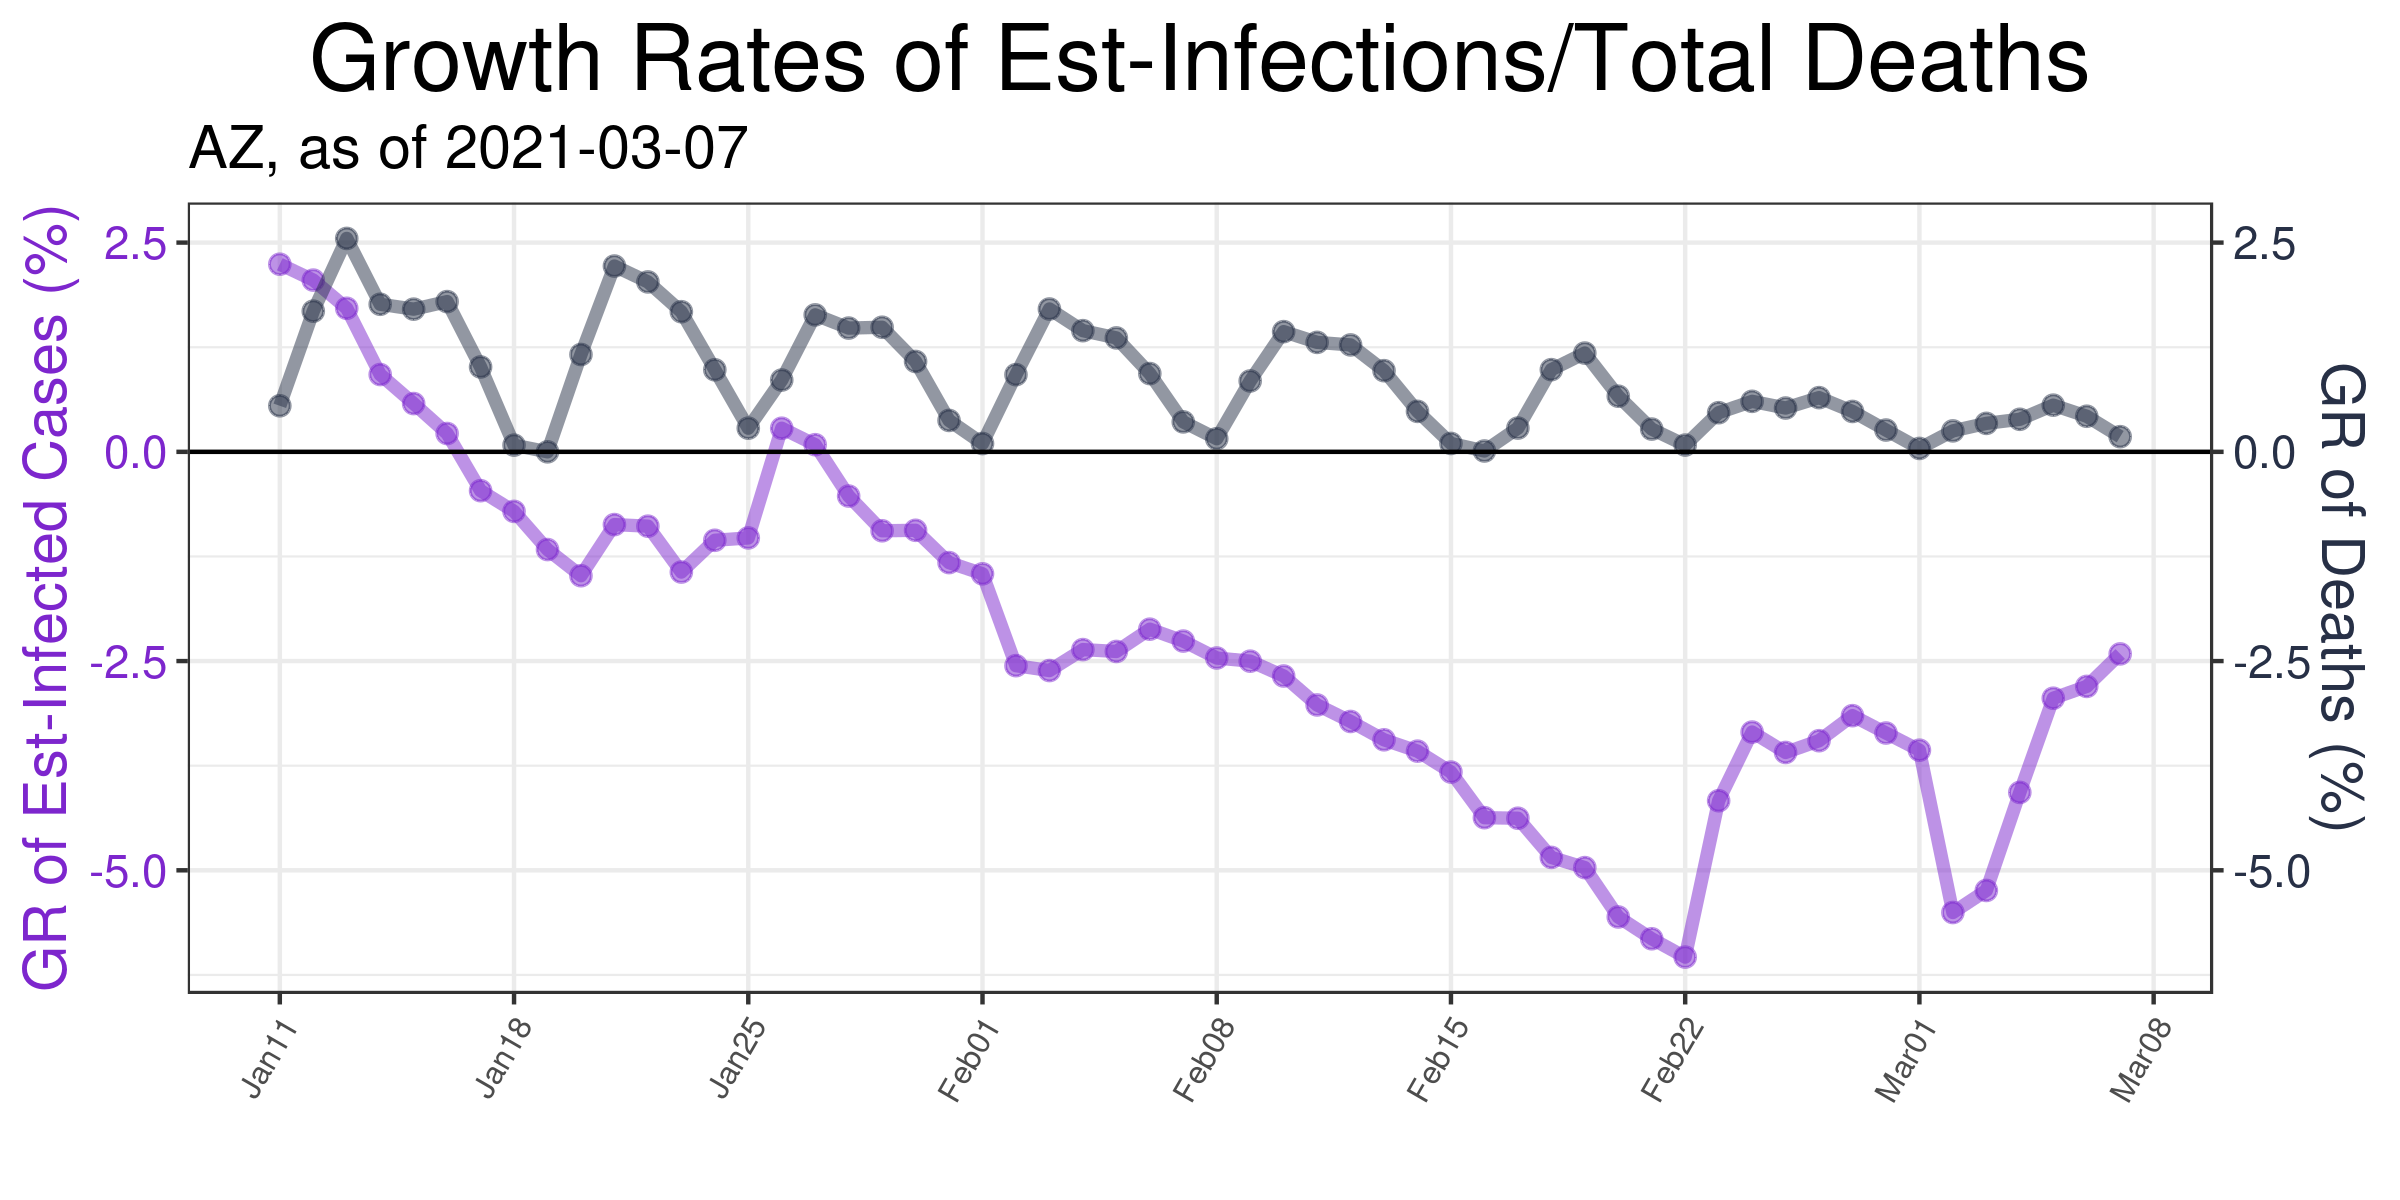 Growth Rates of Est-Infections/Total Deaths
AZ, as of 2021-03-07
GR of Est-Infected Cases (%)
2.5
0.0
-2.5
-5.0
2.5
0.0
-2.5
-5.0
GR of Deaths (%)
Jan11
Jan18
Jan25
Feb01
Feb08
Feb15
Feb22
Mar01
Mar08